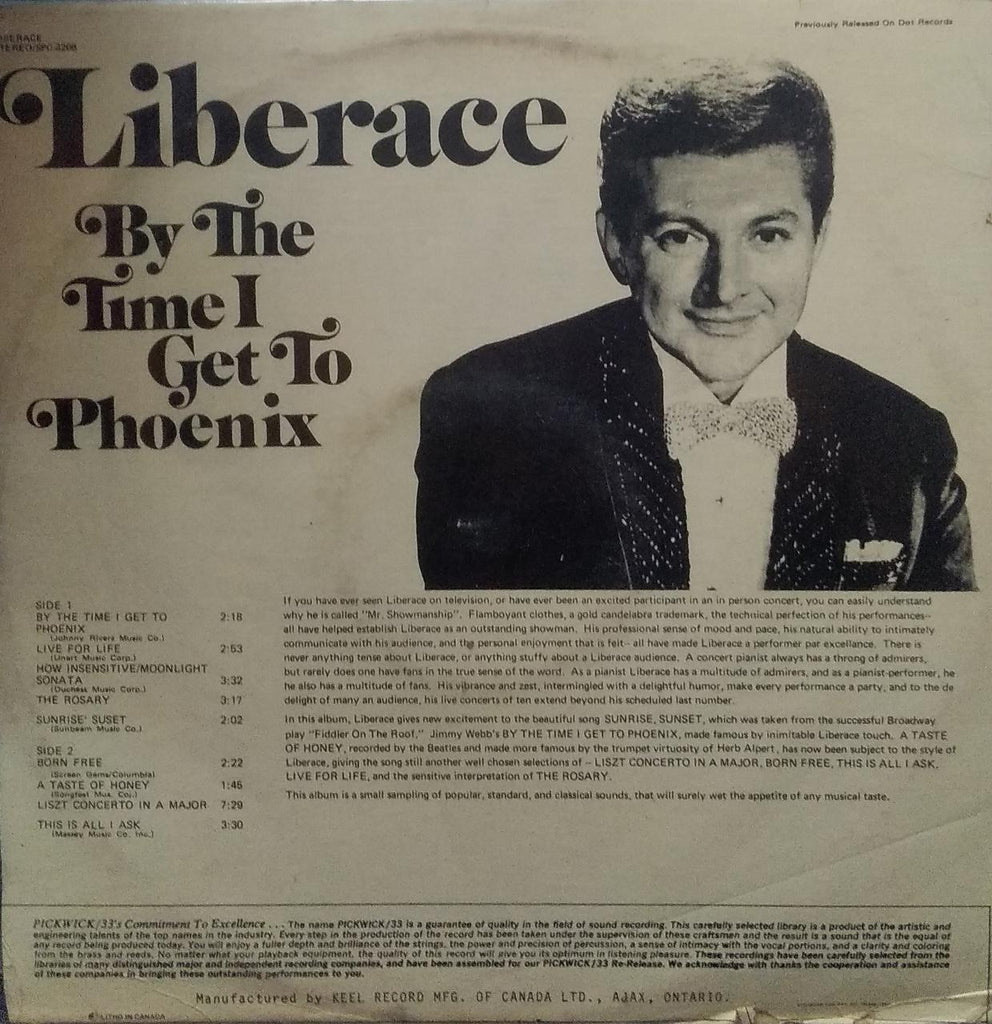 Previously Released On Dot Records
STEREO/SPC-3208
Liberace
By The
Time I
Get To
Phoenix
SIDE 1
BY THE TIME I GET TO PHOENIX 2:18
(Johnny Rivers Music Co.)
LIVE FOR LIFE 2:53
(Unart Music Corp.)
HOW INSENSITIVE/MOONLIGHT
SONATA 3:32
(Duchess Music Corp.)
THE ROSARY 3:17
SUNRISE' SUSET 2:02
(Sunbeam Music Co.)
SIDE 2
BORN FREE 2:22
(Screen Gems/Columbia)
A TASTE OF HONEY 1:45
(Songfest Mus. Co.)
LISZT CONCERTO IN A MAJOR 7:29
THIS IS ALL I ASK 3:30
(Massey Music Co. Inc.)
If you have ever seen Liberace on television, or have ever been an excited participant in an in person concert, you can easily understand
why he is called "Mr. Showmanship". Flamboyant clothes, a gold candelabra trademark, the technical perfection of his performances--
all have helped establish Liberace as an outstanding showman. His professional sense of mood and pace, his natural ability to intimately
communicate with his audience, and the personal enjoyment that is felt-- all have made Liberace a performer par excellance. There is
never anything tense about Liberace, or anything stuffy about a Liberace audience. A concert pianist always has a throng of admirers,
but rarely does one have fans in the true sense of the word. As a pianist Liberace has a multitude of admirers, and as a pianist-performer, he
he also has a multitude of fans. His vibrance and zest, intermingled with a delightful humor, make every performance a party, and to the de
delight of many an audience, his live concerts of ten extend beyond his scheduled last number.
In this album, Liberace gives new excitement to the beautiful song SUNRISE, SUNSET, which was taken from the successful Broadway
play "Fiddler On The Roof," Jimmy Webb's BY THE TIME I GET TO PHOENIX, made famous by inimitable Liberace touch. A TASTE
OF HONEY, recorded by the Beatles and made more famous by the trumpet virtuosity of Herb Alpert, has now been subject to the style of
Liberace, giving the song still another well chosen selections of -- LISZT CONCERTO IN A MAJOR, BORN FREE, THIS IS ALL I ASK,
LIVE FOR LIFE, and the sensitive interpretation of THE ROSARY.
This album is a small sampling of popular, standard, and classical sounds, that will surely wet the appetite of any musical taste.
PICKWICK/33's Commitment To Excellence . . . The name PICKWICK/33 is a guarantee of quality in the field of sound recording. This carefully selected library is a product of the artistic and
engineering talents of the top names in the industry. Every step in the production of the record has been taken under the supervision of these craftsmen and the result is a sound that is the equal of
any record being produced today. You will enjoy a fuller depth and brilliance of the strings, the power and precision of percussion, a sense of intimacy with the vocal portions, and a clarity and coloring
from the brass and reeds. No matter what your playback equipment, the quality of this record will give you its optimum in listening pleasure. These recordings have been carefully selected from the
libraries of many distinguished major and independent recording companies, and have been assembled for our PICKWICK/33 Re-Release. We acknowledge with thanks the cooperation and assistance
of these companies in bringing these outstanding performances to you.
Manufactured by KEEL RECORD MFG. OF CANADA LTD., AJAX, ONTARIO.
LITHO IN CANADA